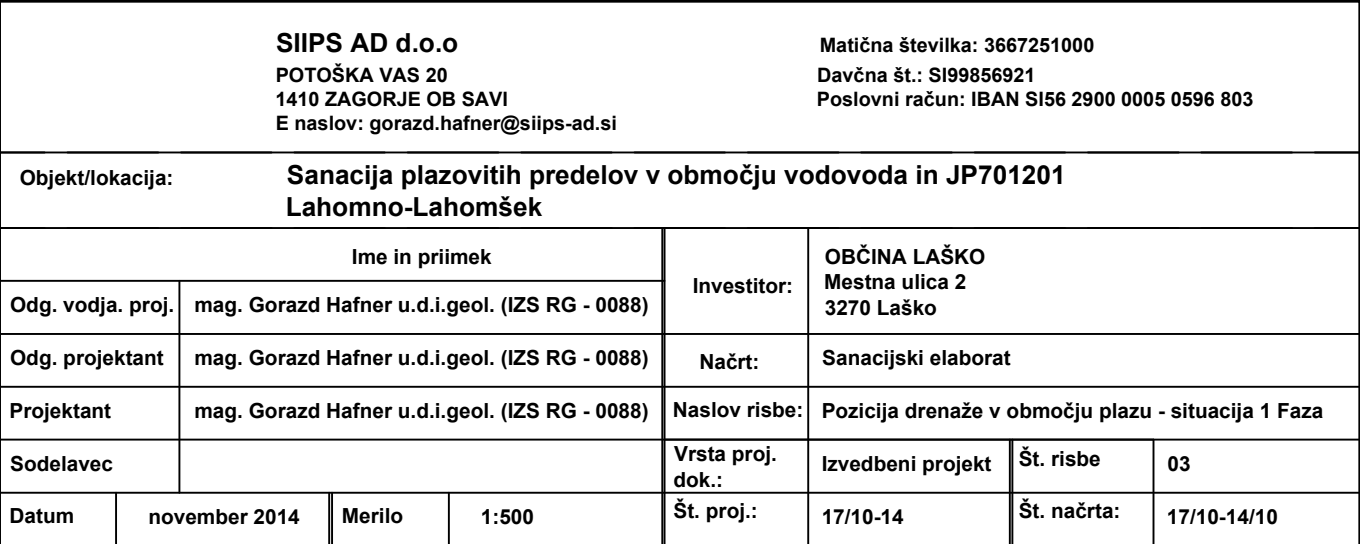 SIIPS AD d.o.o
POTOŠKA VAS 20
1410 ZAGORJE OB SAVI
E naslov: gorazd.hafner@siips-ad.si
Matična številka: 3667251000
Davčna št.: SI99856921
Poslovni račun: IBAN SI56 2900 0005 0596 803
Objekt/lokacija:
Sanacija plazovitih predelov v območju vodovoda in JP701201
Lahomno-Lahomšek
Ime in priimek
Odg. vodja. proj. mag. Gorazd Hafner u.d.i.geol. (IZS RG - 0088)
Odg. projektant mag. Gorazd Hafner u.d.i.geol. (IZS RG - 0088)
Projektant mag. Gorazd Hafner u.d.i.geol. (IZS RG - 0088)
Sodelavec
Datum november 2014 Merilo 1:500
Investitor:
OBČINA LAŠKO
Mestna ulica 2
3270 Laško
Načrt: Sanacijski elaborat
Naslov risbe: Pozicija drenaže v območju plazu - situacija 1 Faza
Vrsta proj.
dok.:
Izvedbeni projekt Št. risbe 03
Št. proj.: 17/10-14 Št. načrta: 17/10-14/10